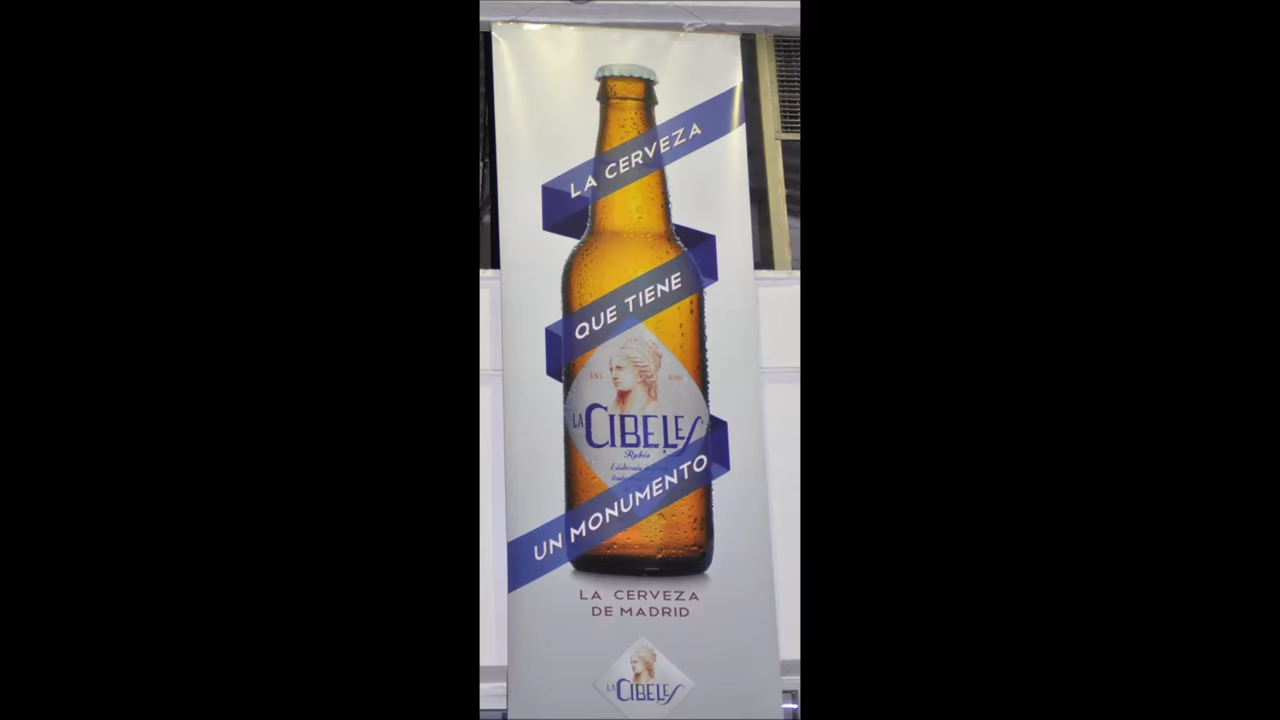 LA CERVEZA
QUE TIENE
LA CIBELES
Rubia
UN MONUMENTO
LA CERVEZA
DE MADRID
LA CIBELES